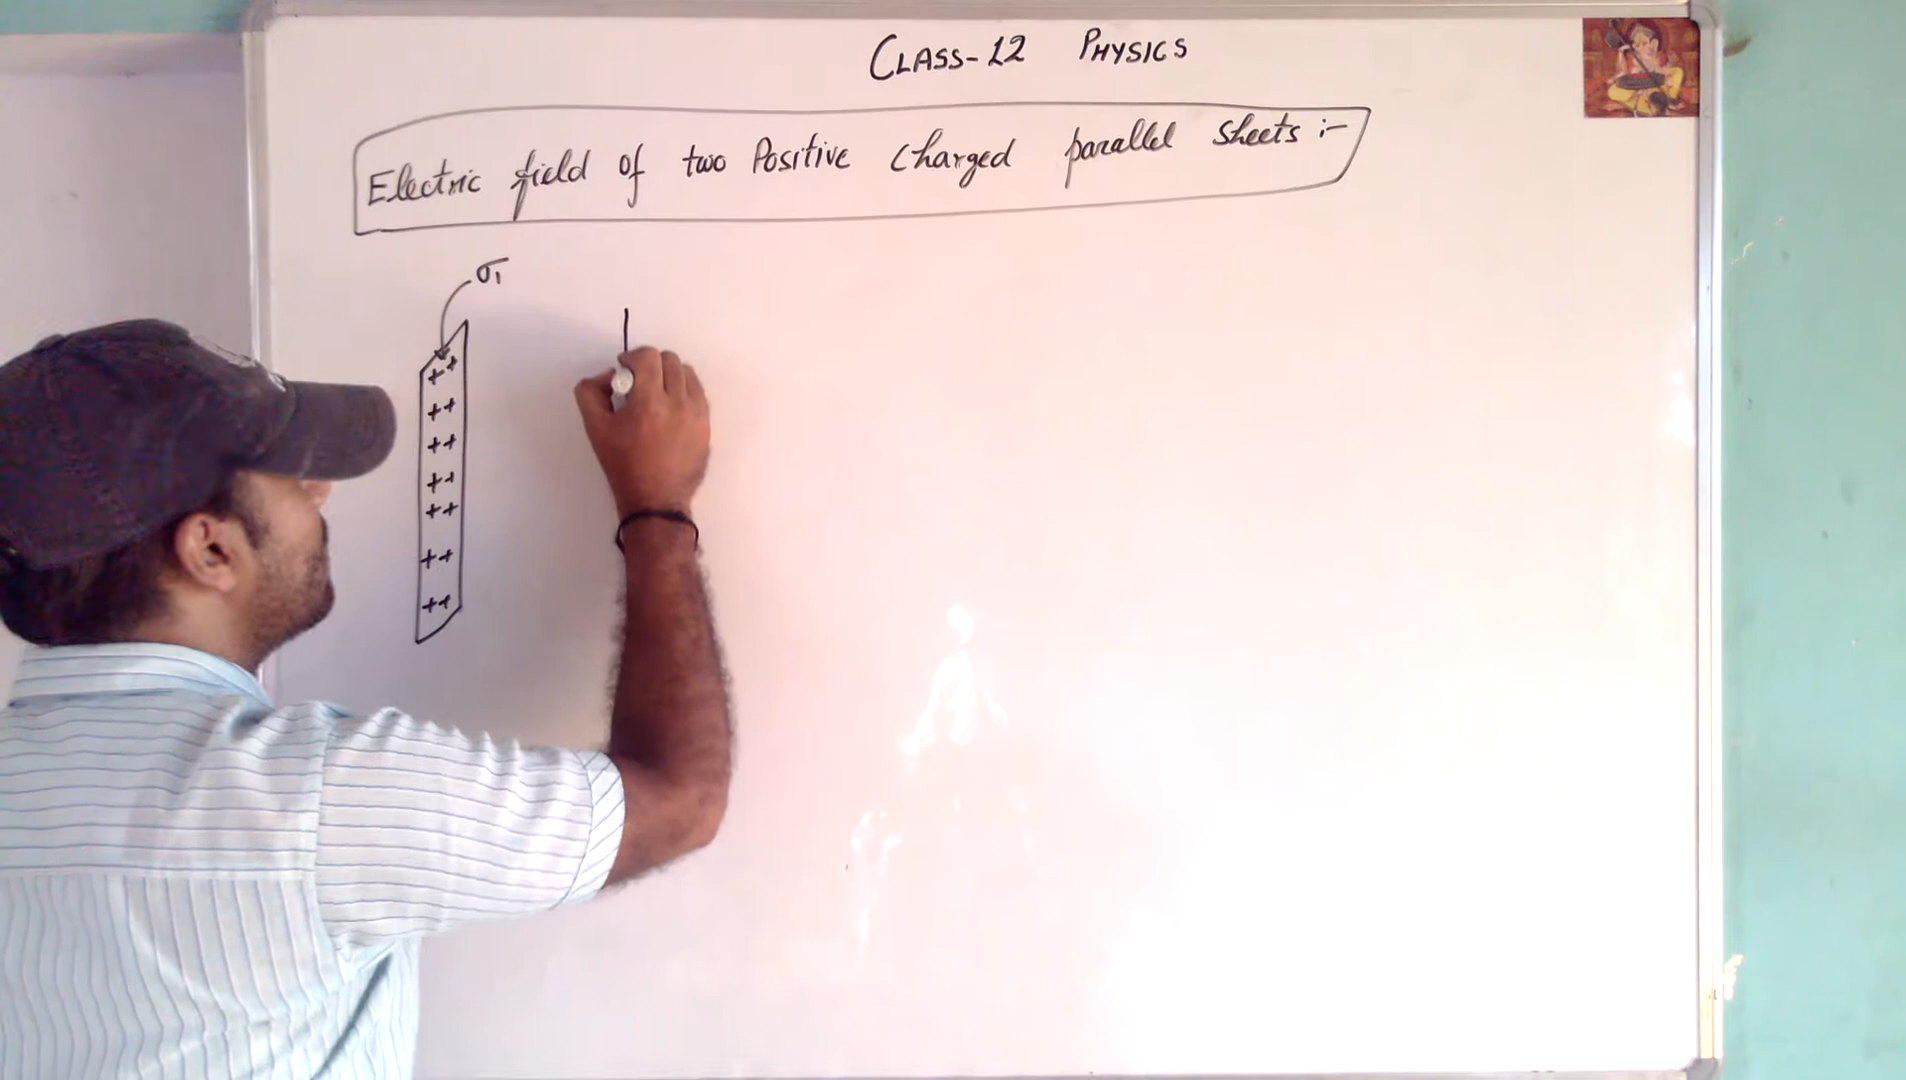 CLASS-12 PHYSICS
Electric field of two Positive Charged parallel sheets :-
σ₁
++
++
++
++
++
++
++